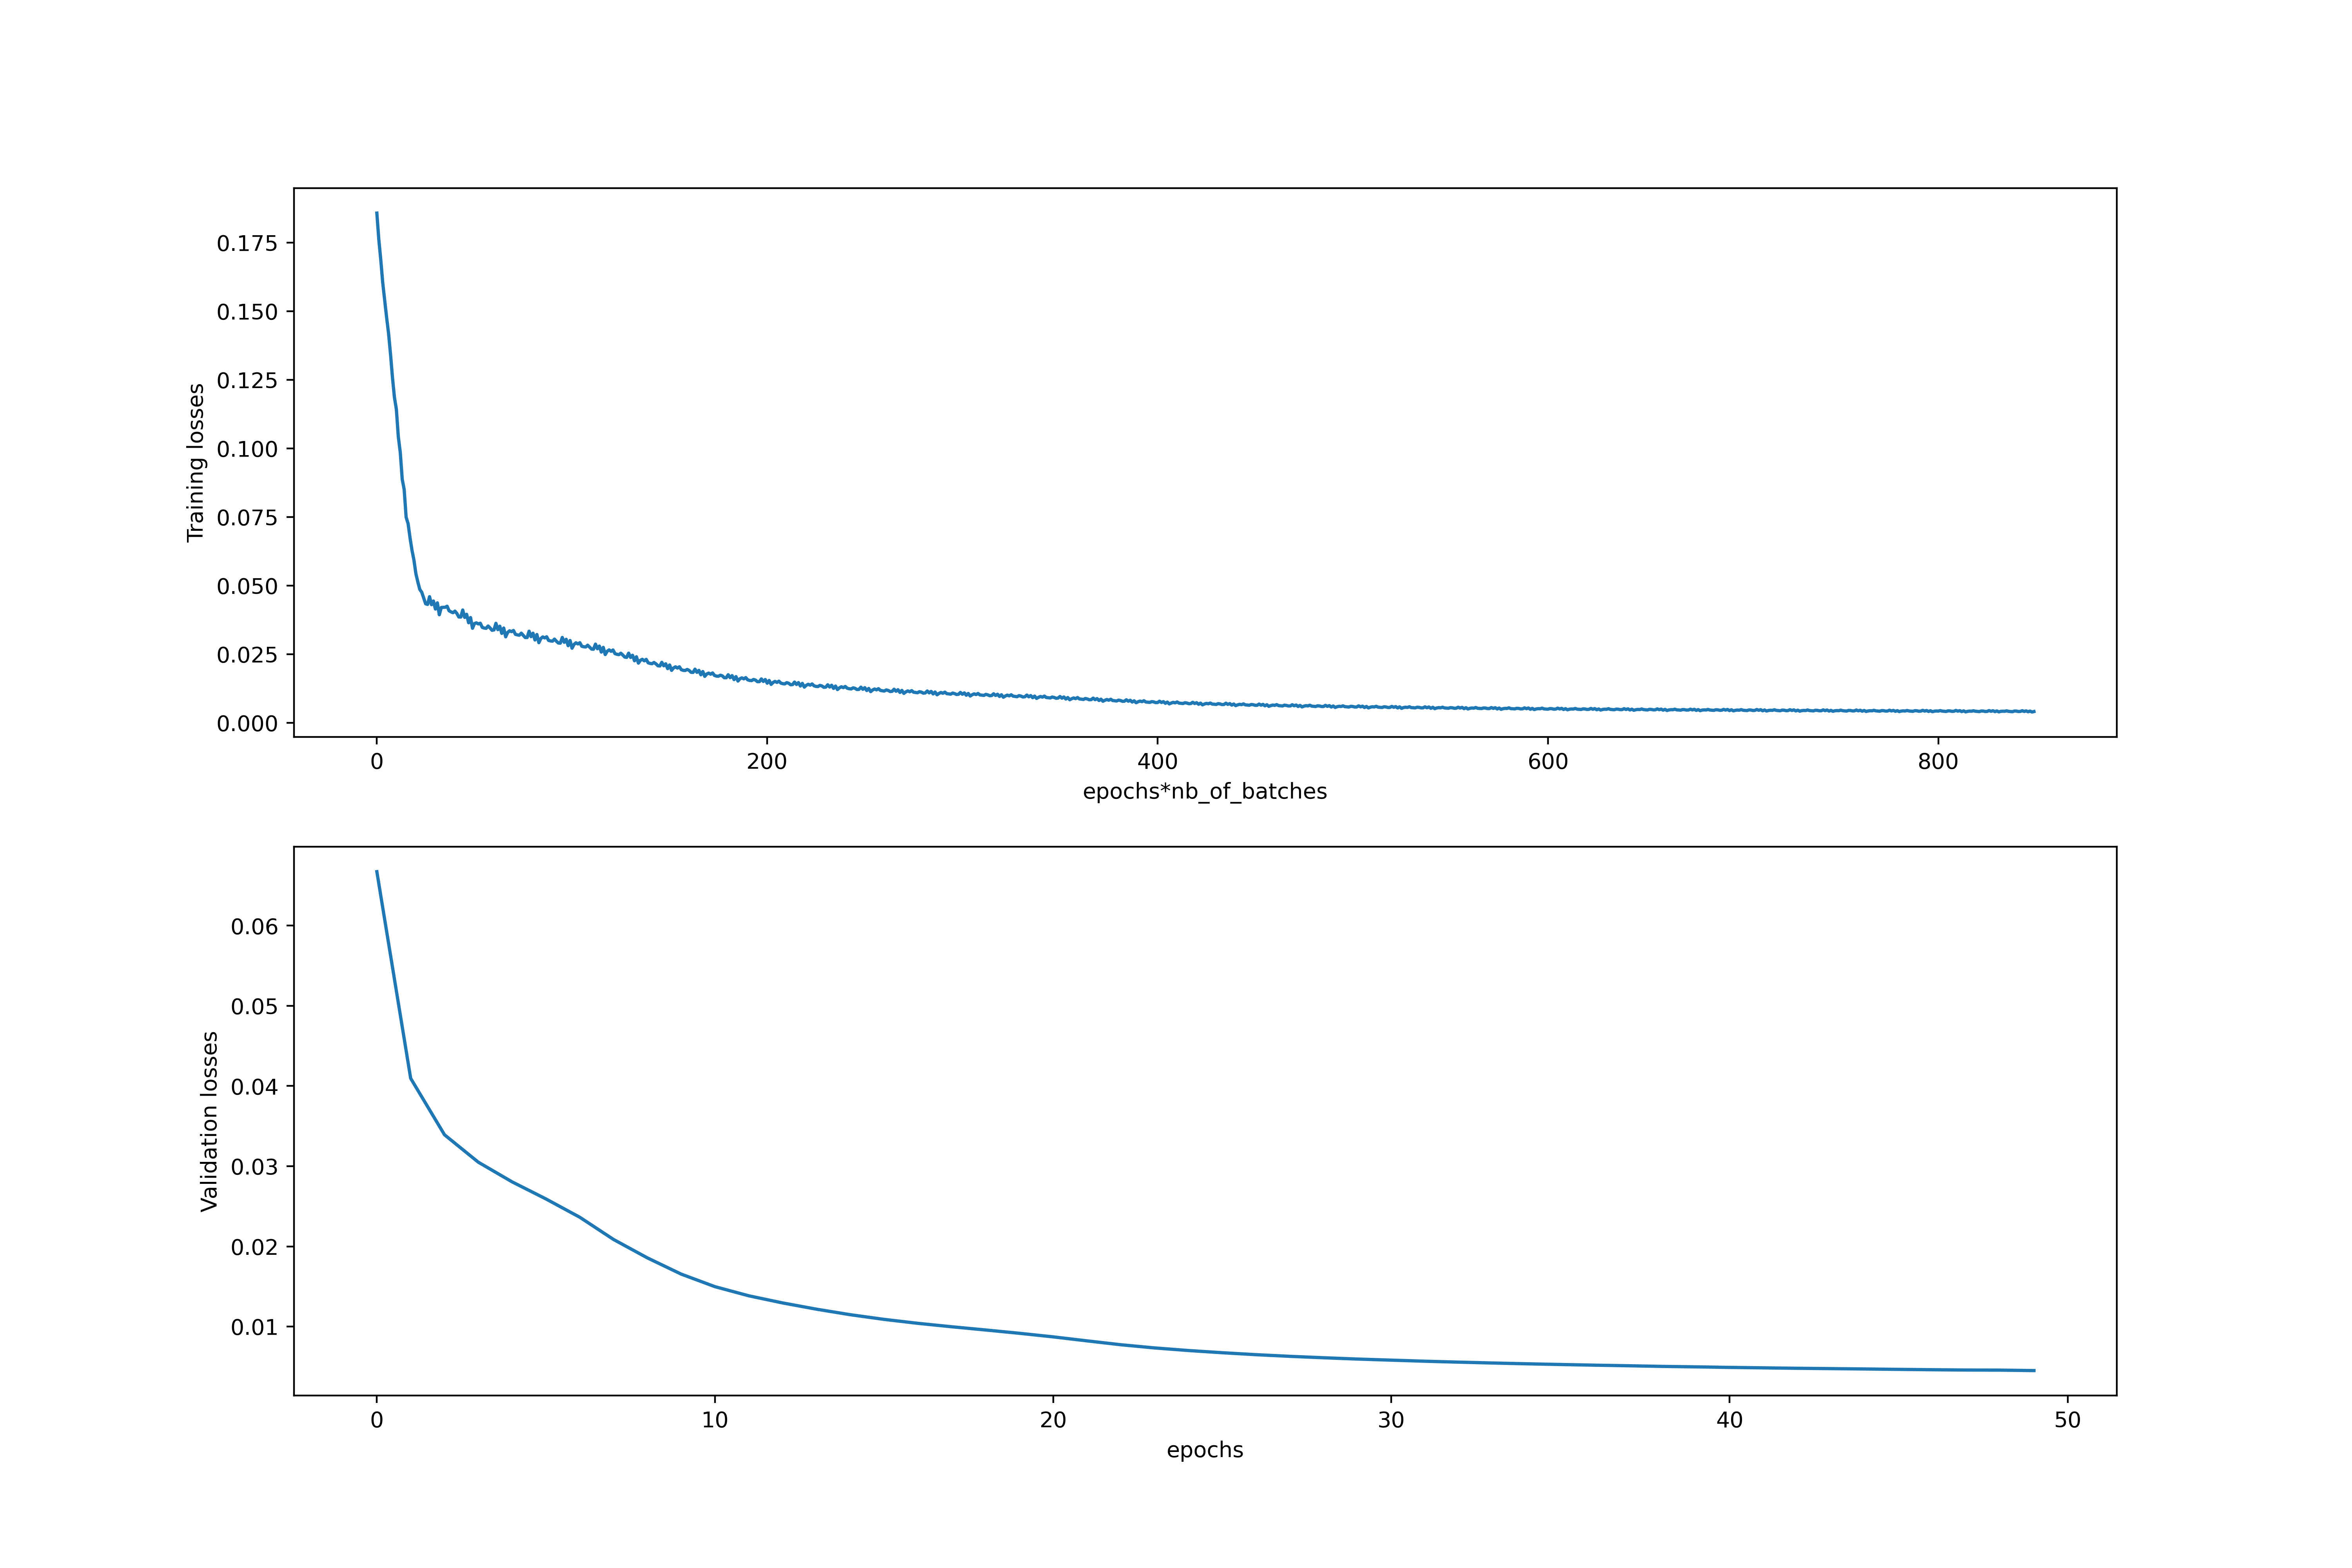 0.175
0.150
0.125
0.100
0.075
0.050
0.025
0.000
Training losses
0 200 400 600 800
epochs*nb_of_batches
0.06
0.05
0.04
0.03
0.02
0.01
Validation losses
0 10 20 30 40 50
epochs